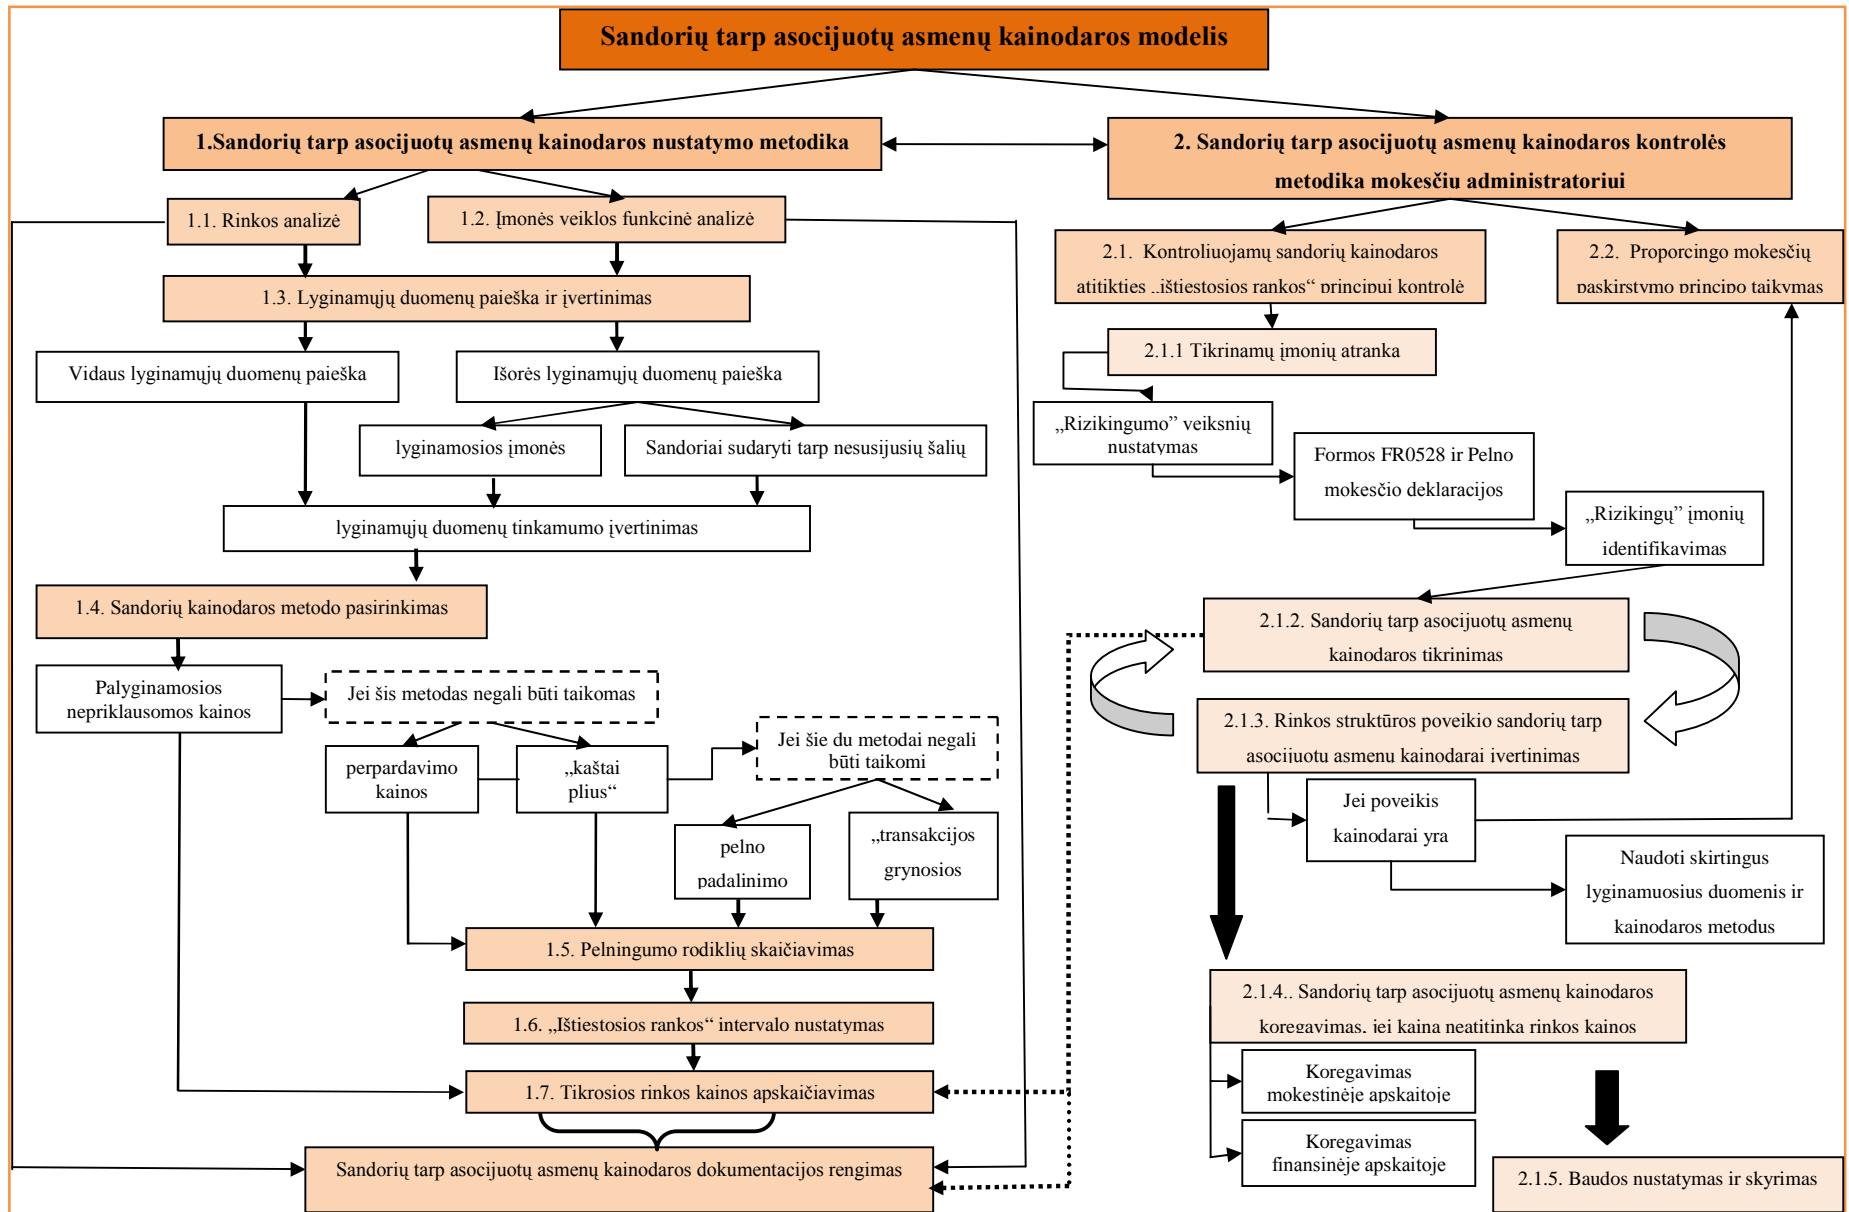 Sandorių tarp asocijuotų asmenų kainodaros modelis
1.Sandorių tarp asocijuotų asmenų kainodaros nustatymo metodika
2. Sandorių tarp asocijuotų asmenų kainodaros kontrolės
metodika mokesčiu administratoriui
1.1. Rinkos analizė
1.2. Įmonės veiklos funkcinė analizė
1.3. Lyginamųjų duomenų paieška ir įvertinimas
Vidaus lyginamųjų duomenų paieška
Išorės lyginamųjų duomenų paieška
lyginamosios įmonės
Sandoriai sudaryti tarp nesusijusių šalių
lyginamųjų duomenų tinkamumo įvertinimas
1.4. Sandorių kainodaros metodo pasirinkimas
Palyginamosios
nepriklausomos kainos
Jei šis metodas negali būti taikomas
perpardavimo
kainos
„kaštai
plius“
Jei šie du metodai negali
būti taikomi
pelno
padalinimo
„transakcijos
grynosios
1.5. Pelningumo rodiklių skaičiavimas
1.6. „Ištiestosios rankos“ intervalo nustatymas
1.7. Tikrosios rinkos kainos apskaičiavimas
Sandorių tarp asocijuotų asmenų kainodaros dokumentacijos rengimas
2.1. Kontroliuojamų sandorių kainodaros
atitikties „ištiestosios rankos“ principui kontrolė
2.2. Proporcingo mokesčių
paskirstymo principo taikymas
2.1.1 Tikrinamų įmonių atranka
„Rizikingumo” veiksnių
nustatymas
Formos FR0528 ir Pelno
mokesčio deklaracijos
„Rizikingų” įmonių
identifikavimas
2.1.2. Sandorių tarp asocijuotų asmenų
kainodaros tikrinimas
2.1.3. Rinkos struktūros poveikio sandorių tarp
asocijuotų asmenų kainodarai įvertinimas
Jei poveikis
kainodarai yra
Naudoti skirtingus
lyginamuosius duomenis ir
kainodaros metodus
2.1.4.. Sandorių tarp asocijuotų asmenų kainodaros
koregavimas, jei kaina neatitinka rinkos kainos
Koregavimas
mokestinėje apskaitoje
Koregavimas
finansinėje apskaitoje
2.1.5. Baudos nustatymas ir skyrimas